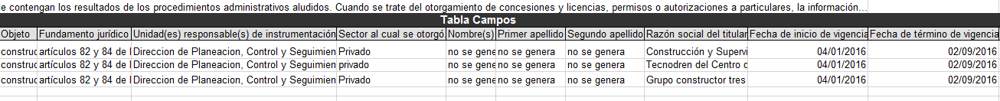 e contengan los resultados de los procedimientos administrativos aludidos. Cuando se trate del otorgamiento de concesiones y licencias, permisos o autorizaciones a particulares, la información...
Tabla Campos
Objeto Fundamento jurídico Unidad(es) responsable(s) de instrumentación Sector al cual se otorgó Nombre(s) Primer apellido Segundo apellido Razón social del titular Fecha de inicio de vigencia Fecha de término de vigencia
construc artículos 82 y 84 de l Direccion de Planeacion, Control y Seguimien Privado no se gene no se genera no se genera Construcción y Supervi 04/01/2016 02/09/2016
construc artículos 82 y 84 de l Direccion de Planeacion, Control y Seguimien privado no se gene no se genera no se genera Tecnodren del Centro d 04/01/2016 02/09/2016
construc artículos 82 y 84 de l Direccion de Planeacion, Control y Seguimien Privado no se gene no se genera no se genera Grupo constructor tres 04/01/2016 02/09/2016